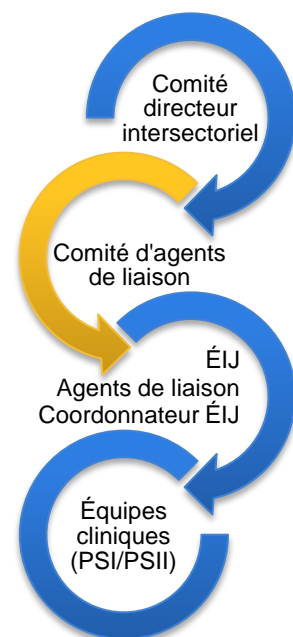 Comité
directeur
intersectoriel
Comité d'agents
de liaison
ÉIJ
Agents de liaison
Coordonnateur ÉIJ
Équipes
cliniques
(PSI/PSII)